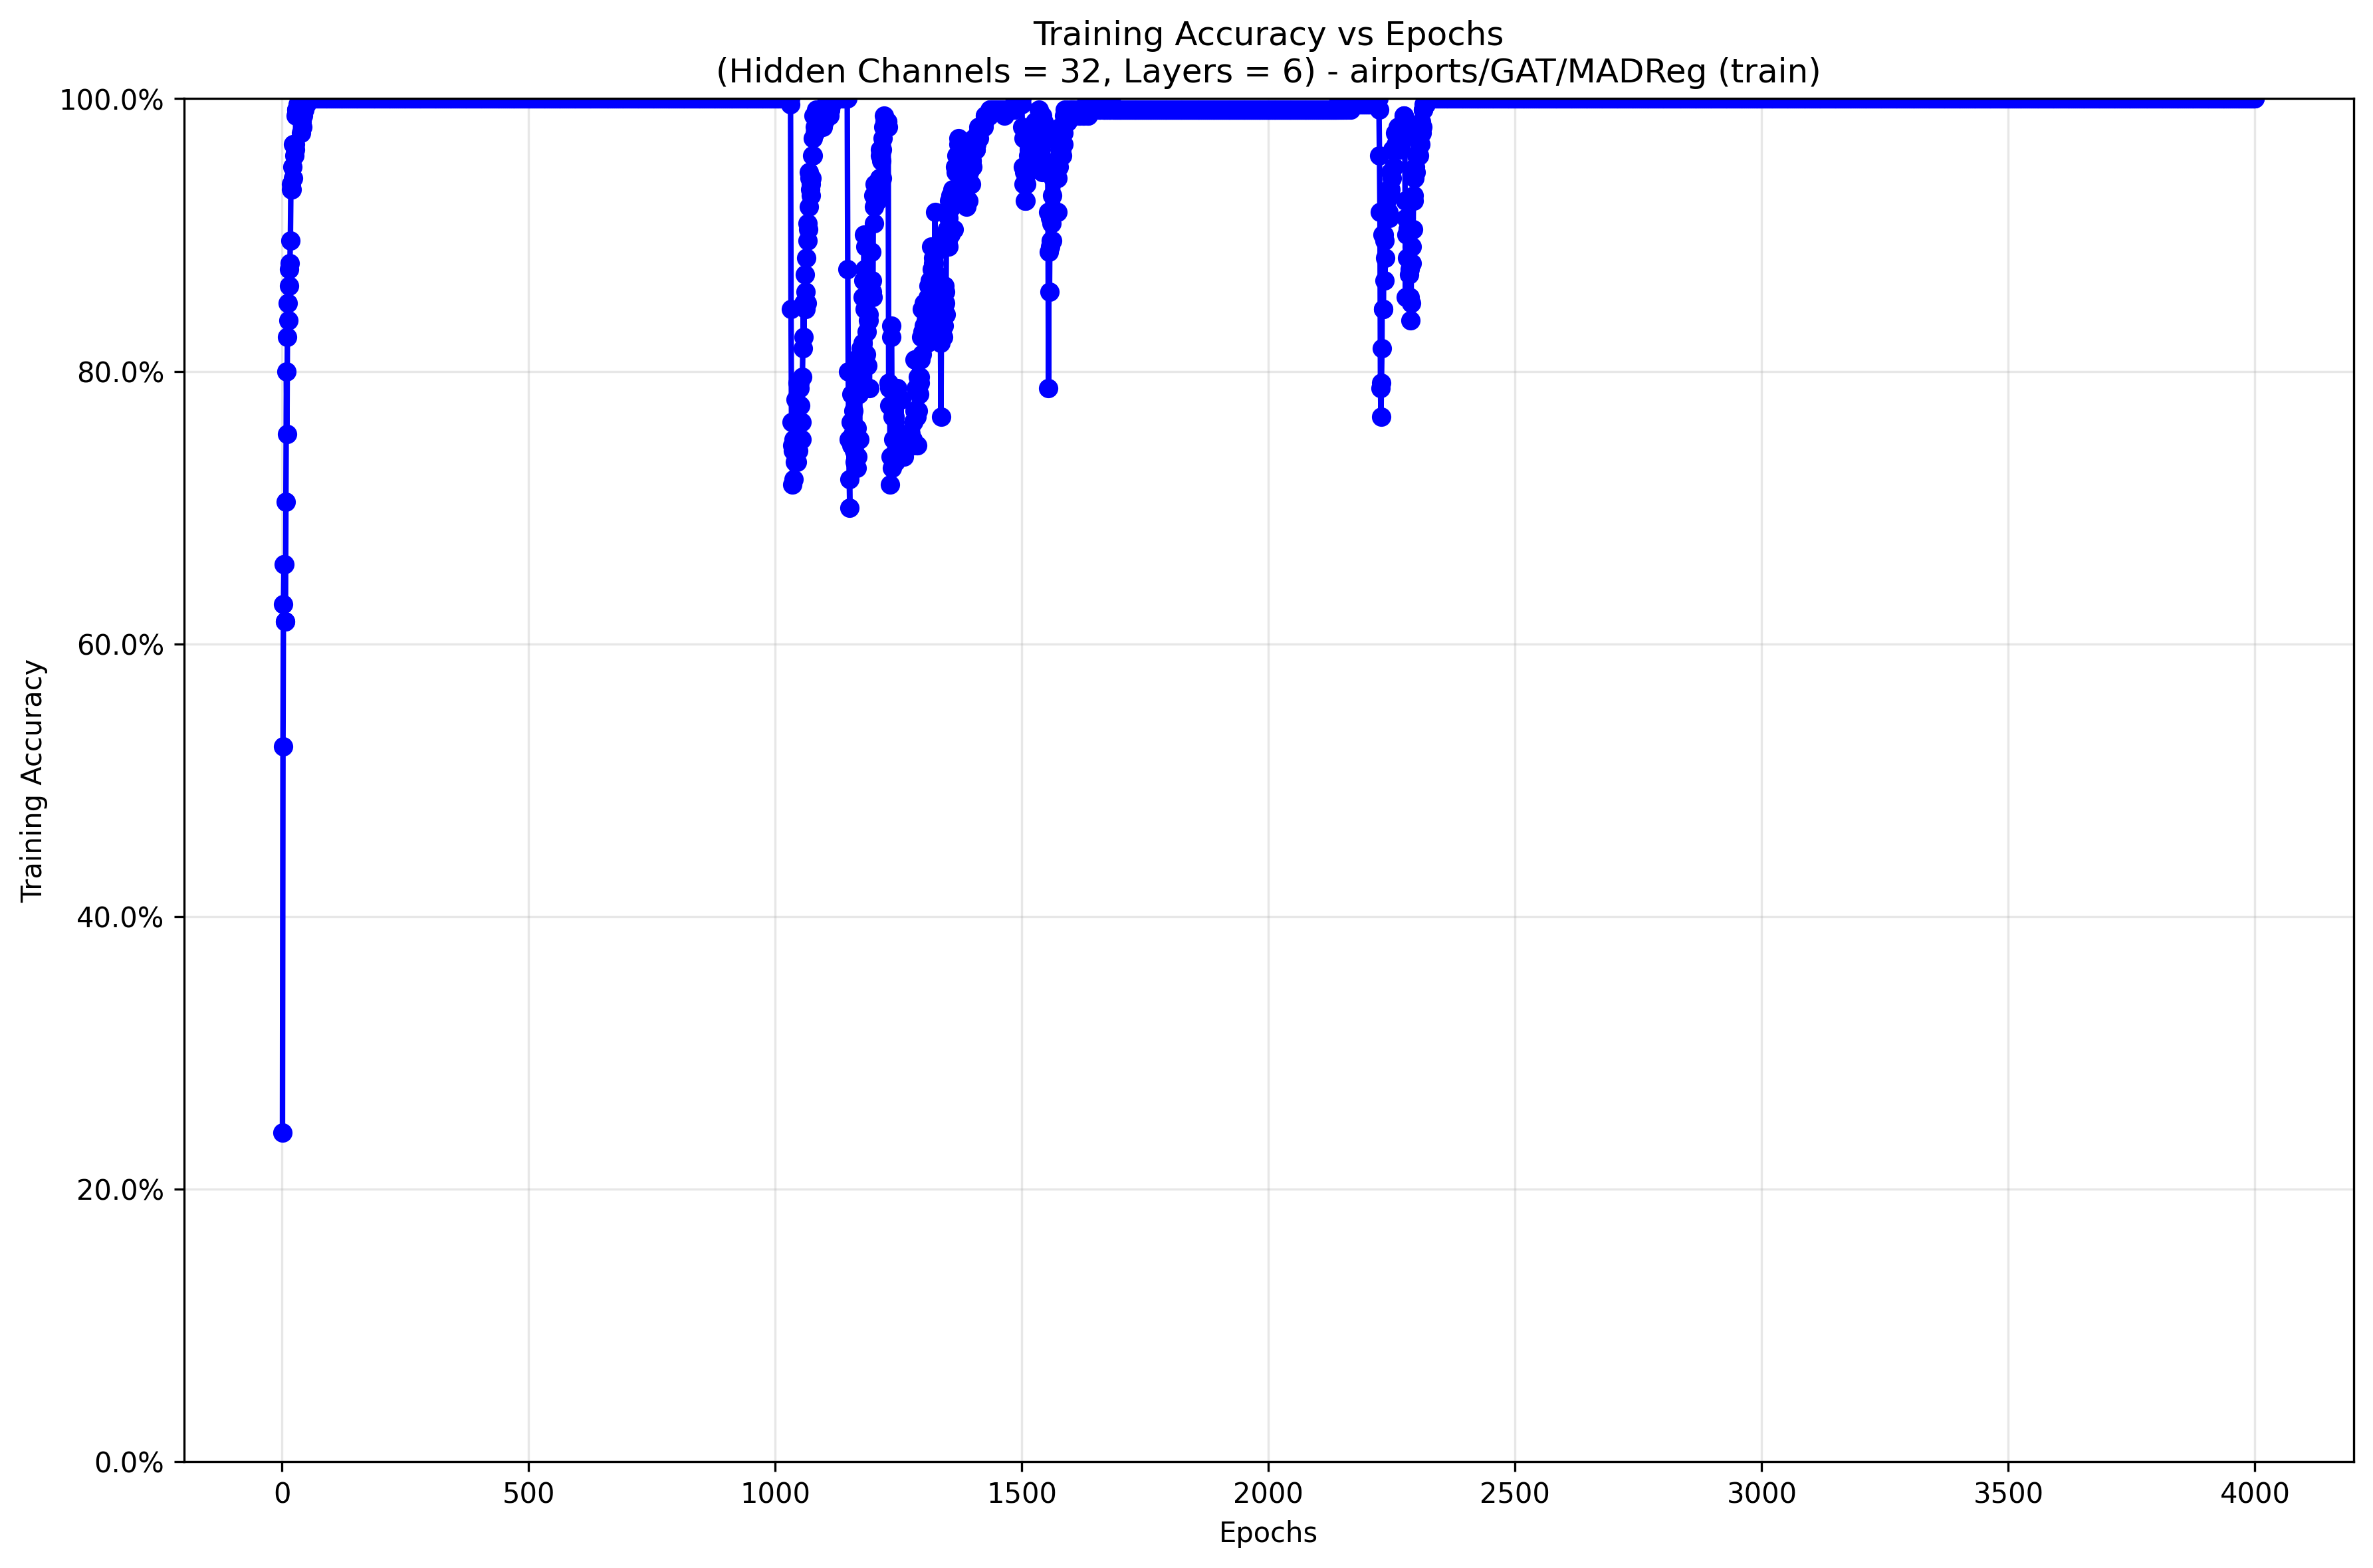 Training Accuracy vs Epochs
(Hidden Channels = 32, Layers = 6) - airports/GAT/MADReg (train)
100.0%
80.0%
60.0%
40.0%
20.0%
0.0%
Training Accuracy
0 500 1000 1500 2000 2500 3000 3500 4000
Epochs